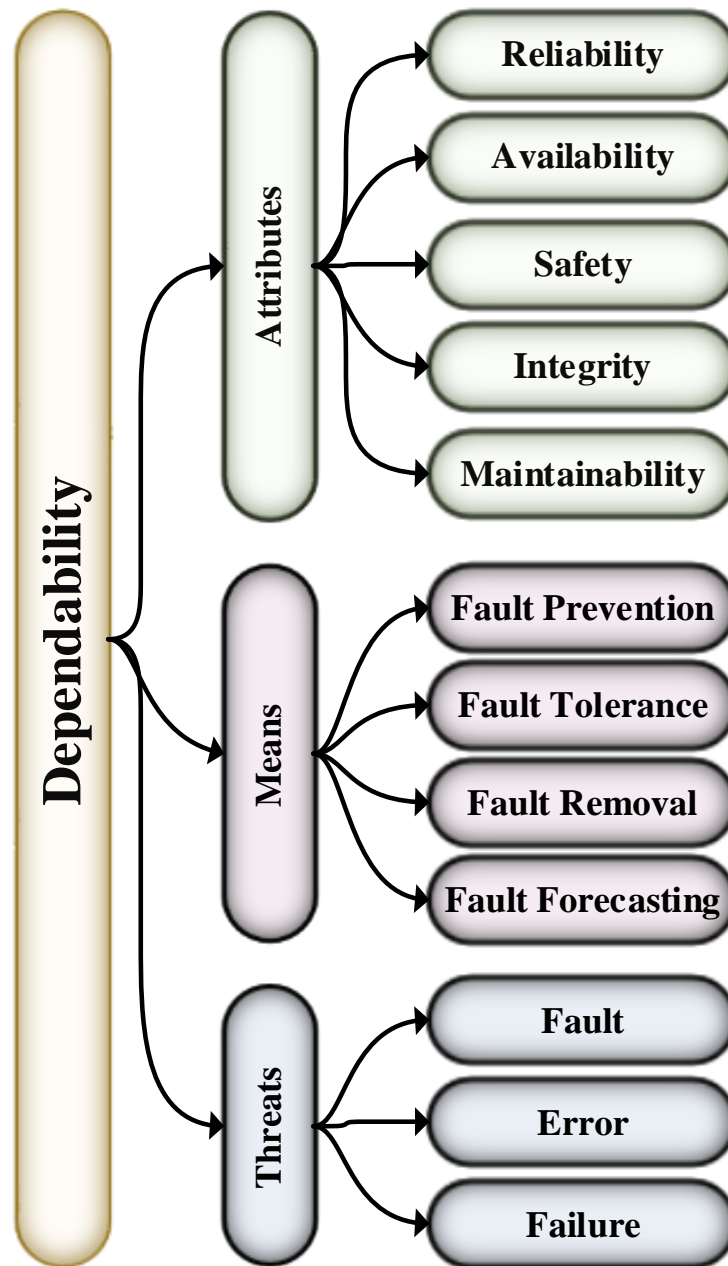 Dependability
Attributes
Reliability
Availability
Safety
Integrity
Maintainability
Means
Fault Prevention
Fault Tolerance
Fault Removal
Fault Forecasting
Threats
Fault
Error
Failure